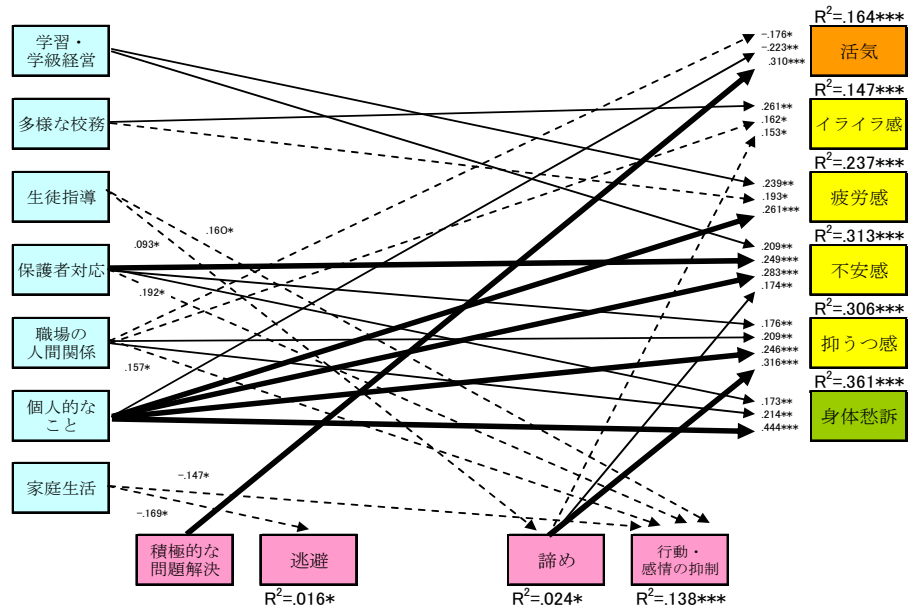 R²=.164***
学習・
学級経営
-.176*
-.223**
.310***
活気
R²=.147***
多様な校務
.261**
.162*
.153*
イライラ感
R²=.237***
生徒指導
.239**
.193*
.261***
疲労感
.160*
.093*
R²=.313***
保護者対応
.209**
.249***
.283***
.174**
不安感
.192*
R²=.306***
職場の
人間関係
.176**
.209**
.246***
.316***
抑うつ感
.157*
R²=.361***
個人的な
こと
.173**
.214**
.444***
身体愁訴
家庭生活
-.147*
-.169*
積極的な
問題解決
逃避
諦め
行動・
感情の抑制
R²=.016*
R²=.024*
R²=.138***